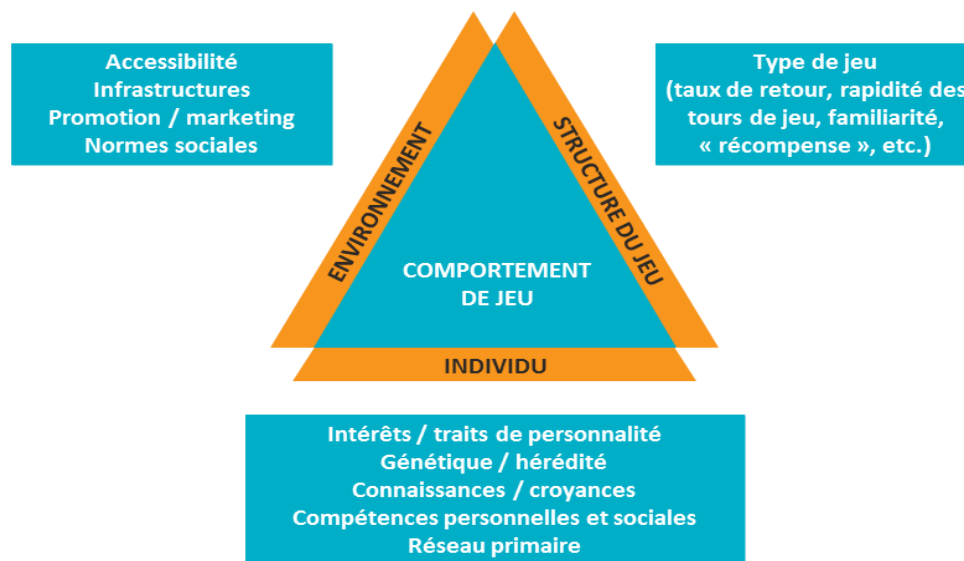 Accessibilité
Infrastructures
Promotion / marketing
Normes sociales
Type de jeu
(taux de retour, rapidité des
tours de jeu, familiarité,
« récompense », etc.)
ENVIRONNEMENT
STRUCTURE DU JEU
COMPORTEMENT
DE JEU
INDIVIDU
Intérêts / traits de personnalité
Génétique / hérédité
Connaissances / croyances
Compétences personnelles et sociales
Réseau primaire